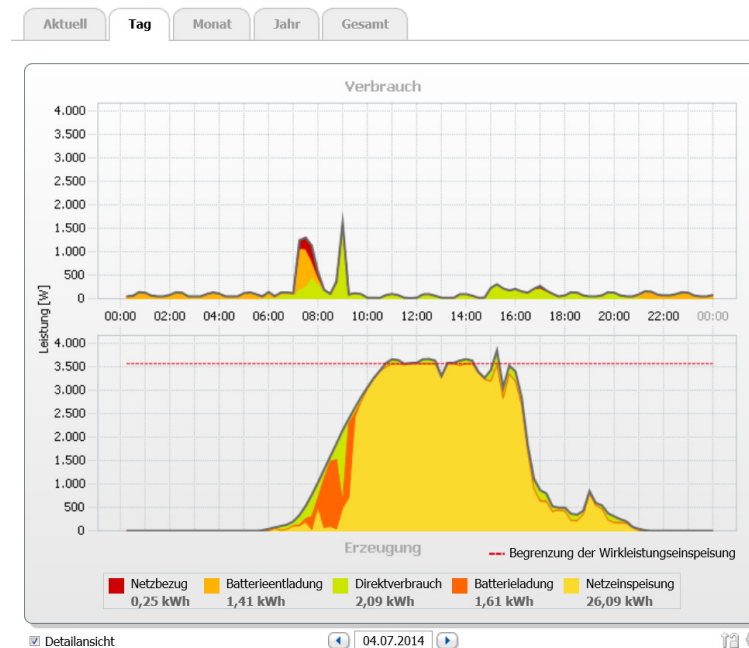 Aktuell Tag Monat Jahr Gesamt
Verbrauch
4.000
3.500
3.000
2.500
2.000
1.500
1.000
500
0
00:00 02:00 04:00 06:00 08:00 10:00 12:00 14:00 16:00 18:00 20:00 22:00 00:00
Leistung [W]
4.000
3.500
3.000
2.500
2.000
1.500
1.000
500
0
Erzeugung
Begrenzung der Wirkleistungseinspeisung
Netzbezug Batterieentladung Direktverbrauch Batterieladung Netzeinspeisung
0,25 kWh 1,41 kWh 2,09 kWh 1,61 kWh 26,09 kWh
Detailansicht 04.07.2014